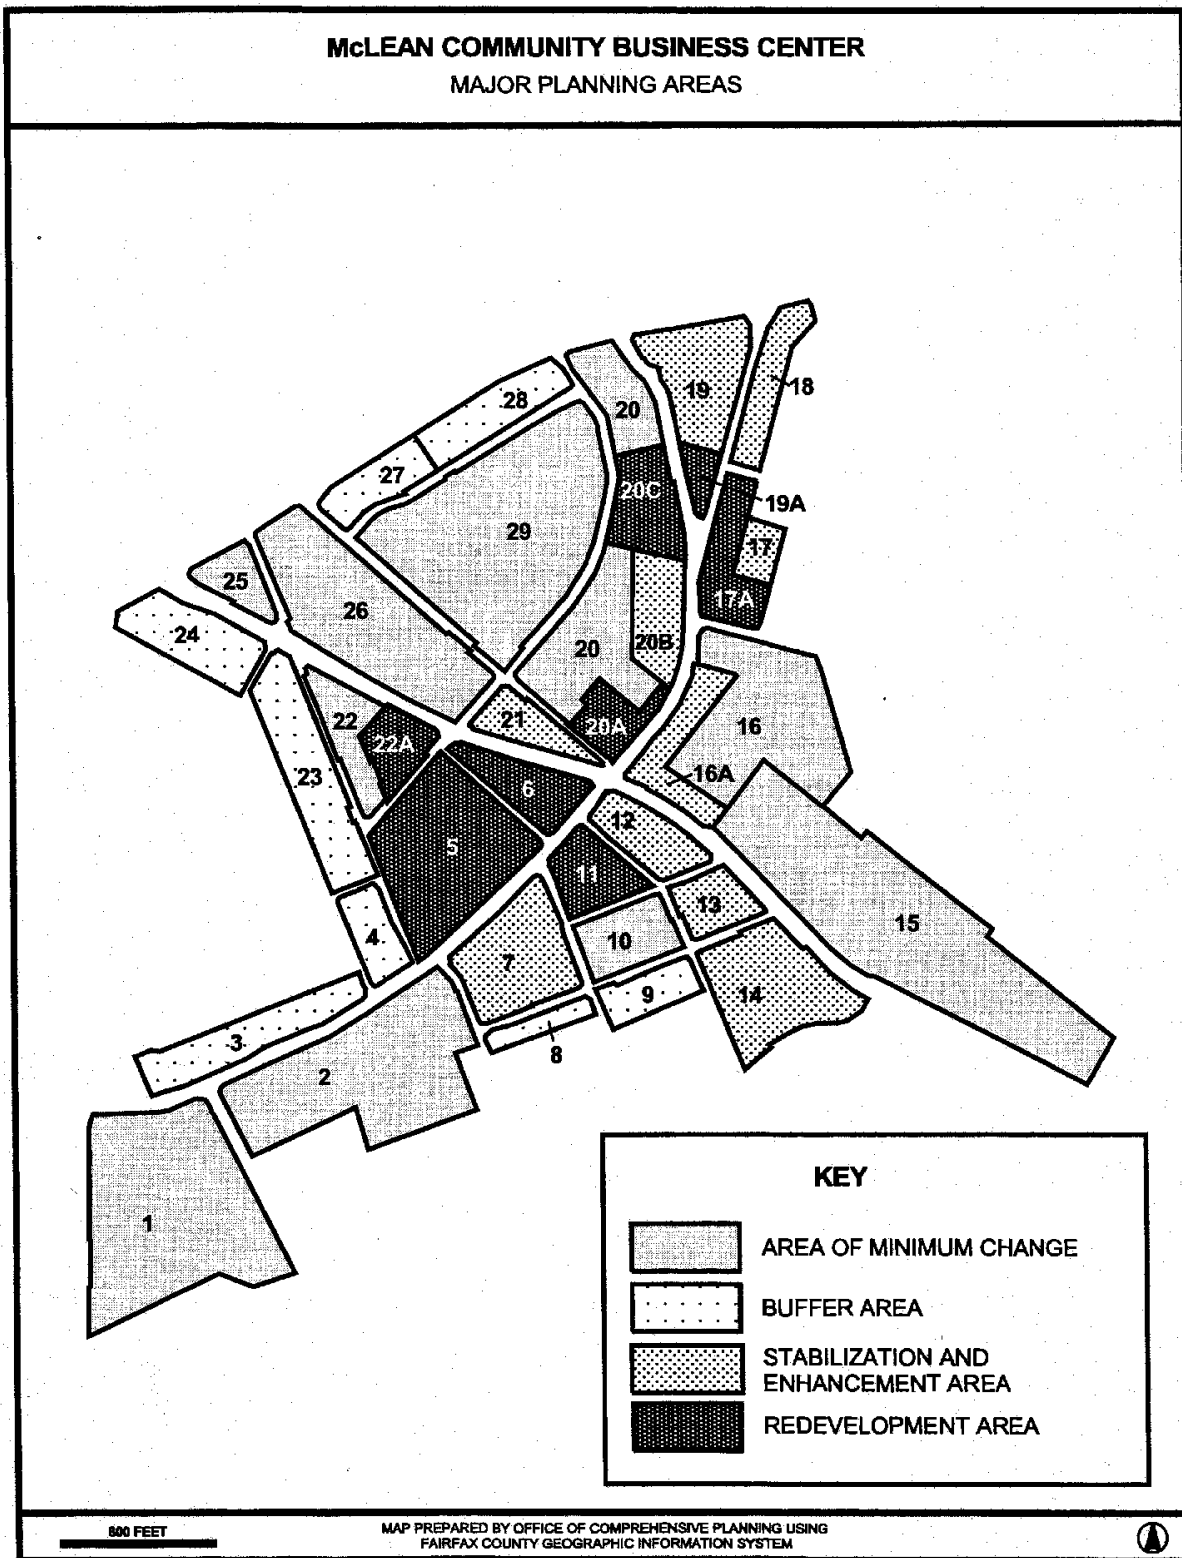 McLEAN COMMUNITY BUSINESS CENTER
MAJOR PLANNING AREAS
18
19
28
20
27
20C
19A
29
17
25
26
17A
24
20
20B
21
22
20A
16
22A
23
6
16A
12
5
11
13
15
4
10
7
9
14
3
8
2
1
KEY
AREA OF MINIMUM CHANGE
BUFFER AREA
STABILIZATION AND
ENHANCEMENT AREA
REDEVELOPMENT AREA
800 FEET
MAP PREPARED BY OFFICE OF COMPREHENSIVE PLANNING USING
FAIRFAX COUNTY GEOGRAPHIC INFORMATION SYSTEM